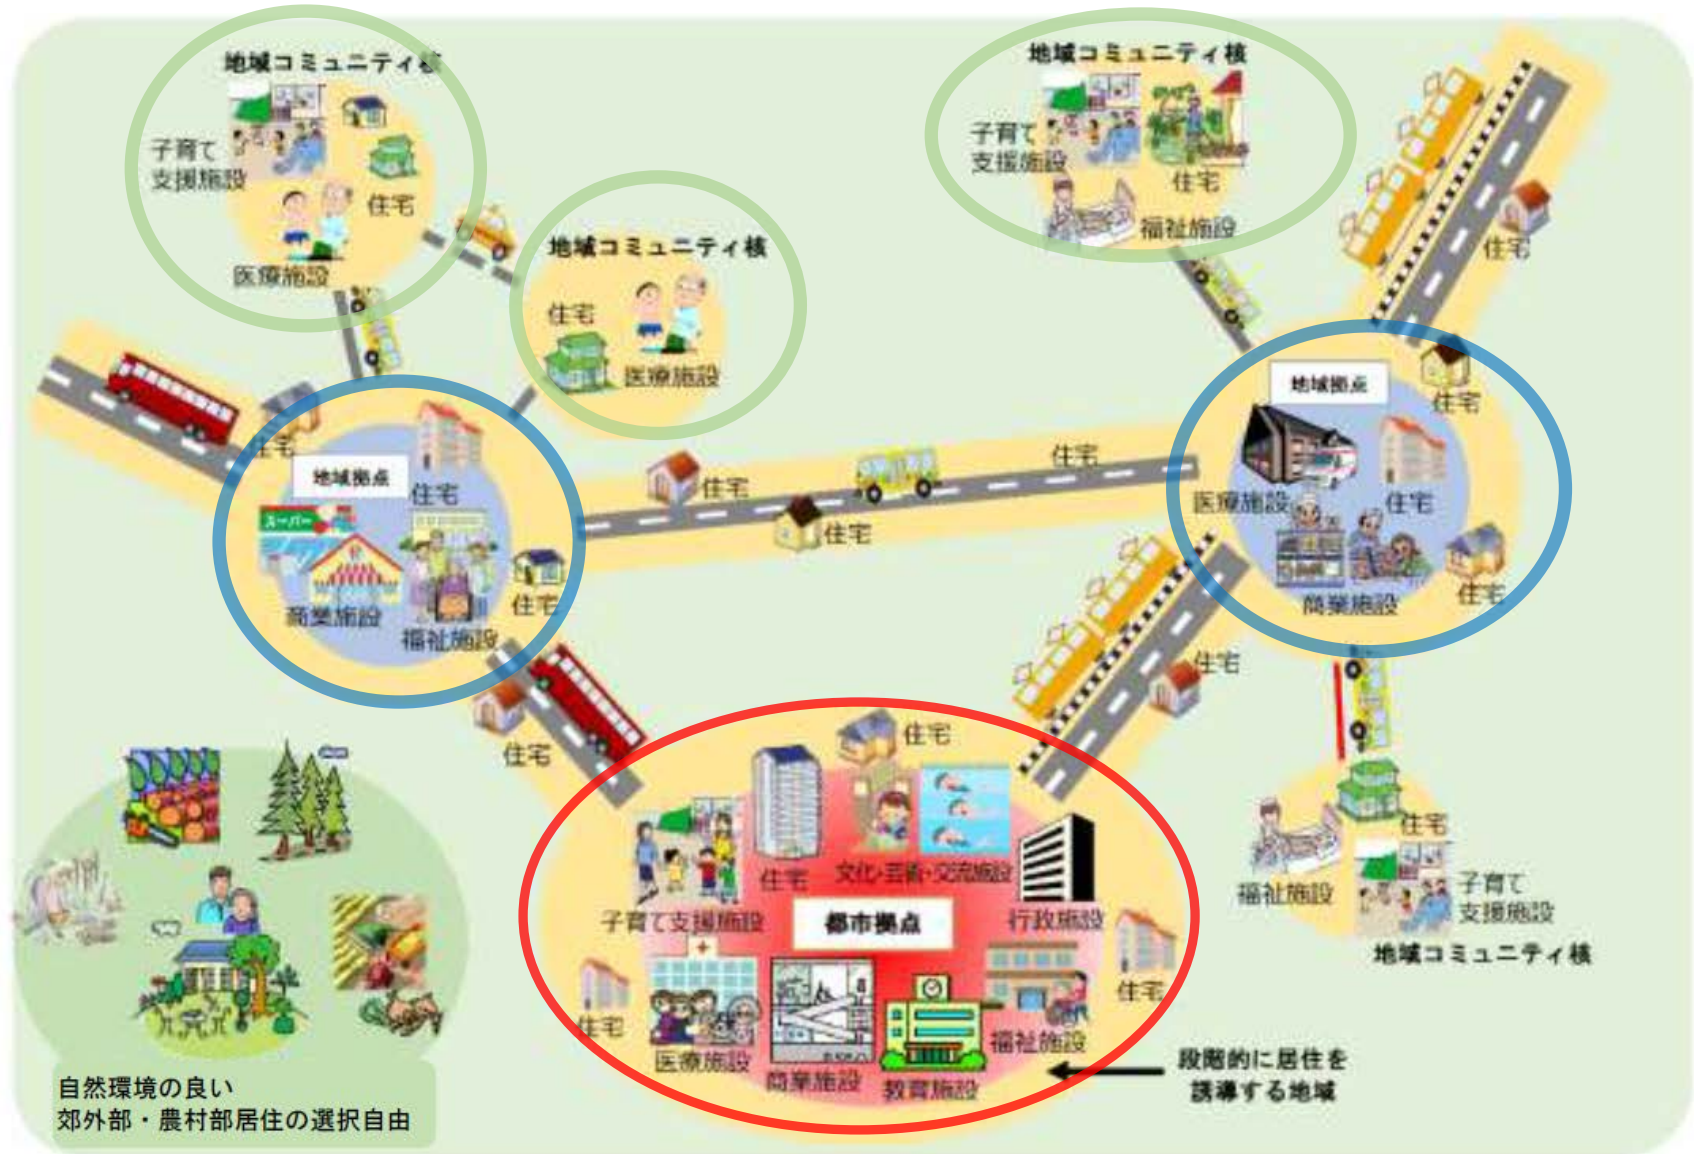 地域コミュニティ核
子育て
支援施設
住宅
医療施設
地域コミュニティ核
住宅
医療施設
地域コミュニティ核
子育て
支援施設
住宅
福祉施設
住宅
住宅
地域拠点
住宅
スーパー
商業施設
福祉施設
住宅
住宅
住宅
住宅
地域拠点
住宅
医療施設
住宅
商業施設
住宅
住宅
住宅
住宅
住宅
文化・芸術・交流施設
子育て支援施設
都市拠点
行政施設
住宅
医療施設
商業施設
教育施設
福祉施設
住宅
住宅
福祉施設
子育て
支援施設
地域コミュニティ核
段階的に居住を
誘導する地域
自然環境の良い
郊外部・農村部居住の選択自由